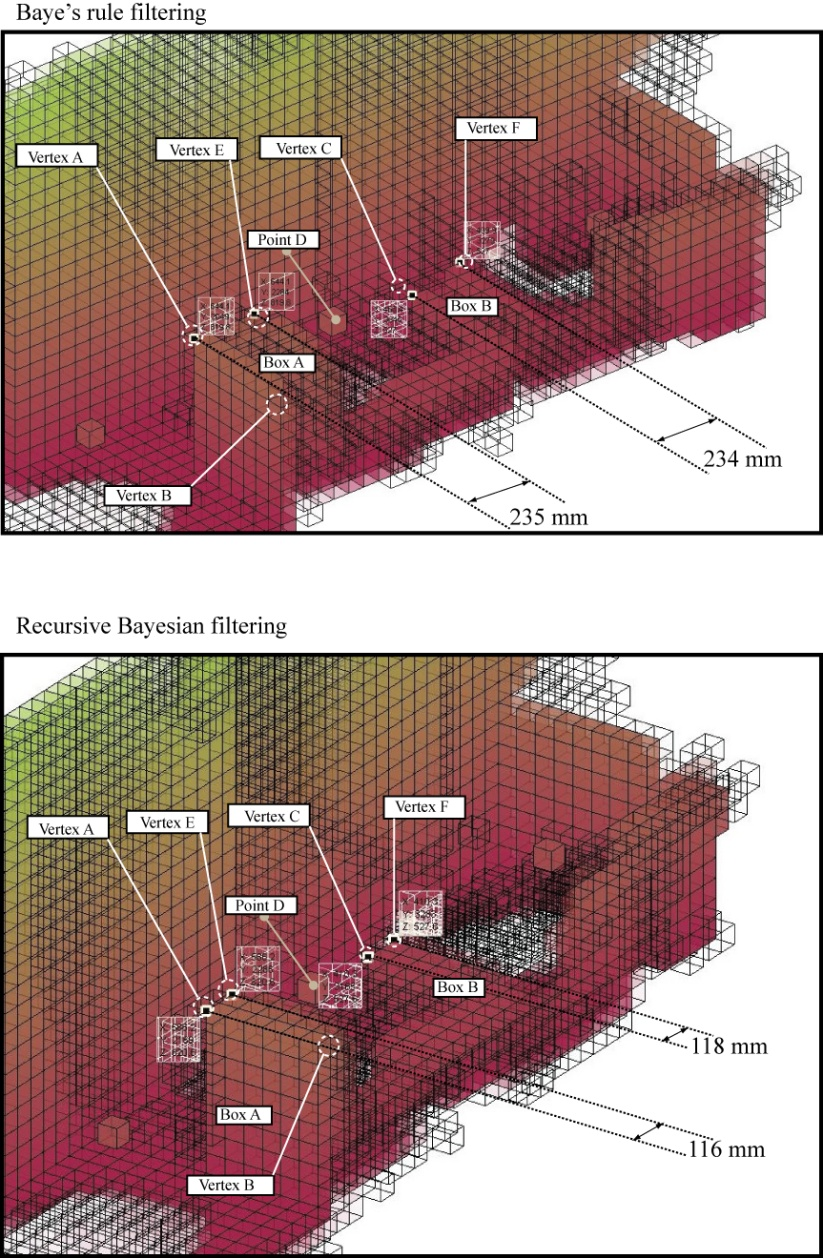 Baye's rule filtering
Vertex F
Vertex A
Vertex E
Vertex C
Point D
Box B
Box A
234 mm
Vertex B
235 mm
Recursive Bayesian filtering
Vertex F
Vertex A
Vertex E
Vertex C
Point D
Box B
118 mm
Box A
116 mm
Vertex B